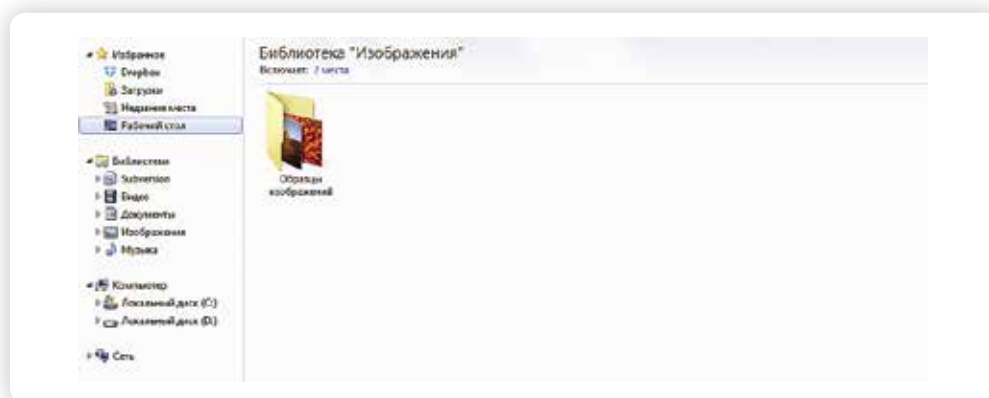 Избранное
Dropbox
Загрузки
Недавние места
Рабочий стол
Библиотеки
Subversion
Видео
Документы
Изображения
Музыка
Компьютер
Локальный диск (C:)
Локальный диск (D:)
Сеть
Библиотека "Изображения"
Включает: 2 места
Образцы
изображений